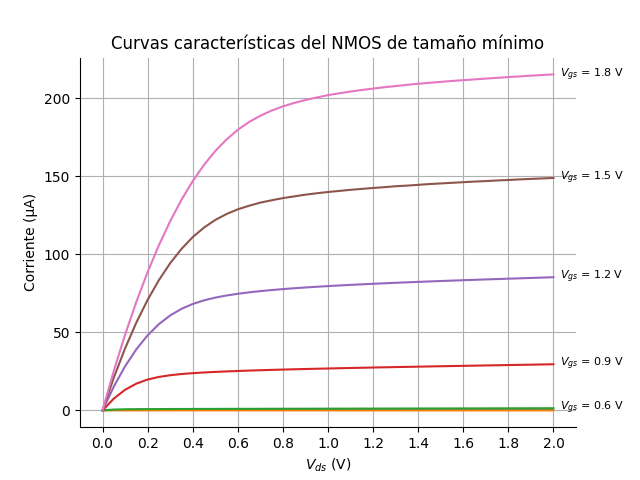 Curvas características del NMOS de tamaño mínimo
Corriente (µA)
200
150
100
50
0
V_gs = 1.8 V
V_gs = 1.5 V
V_gs = 1.2 V
V_gs = 0.9 V
V_gs = 0.6 V
0.0 0.2 0.4 0.6 0.8 1.0 1.2 1.4 1.6 1.8 2.0
V_ds (V)